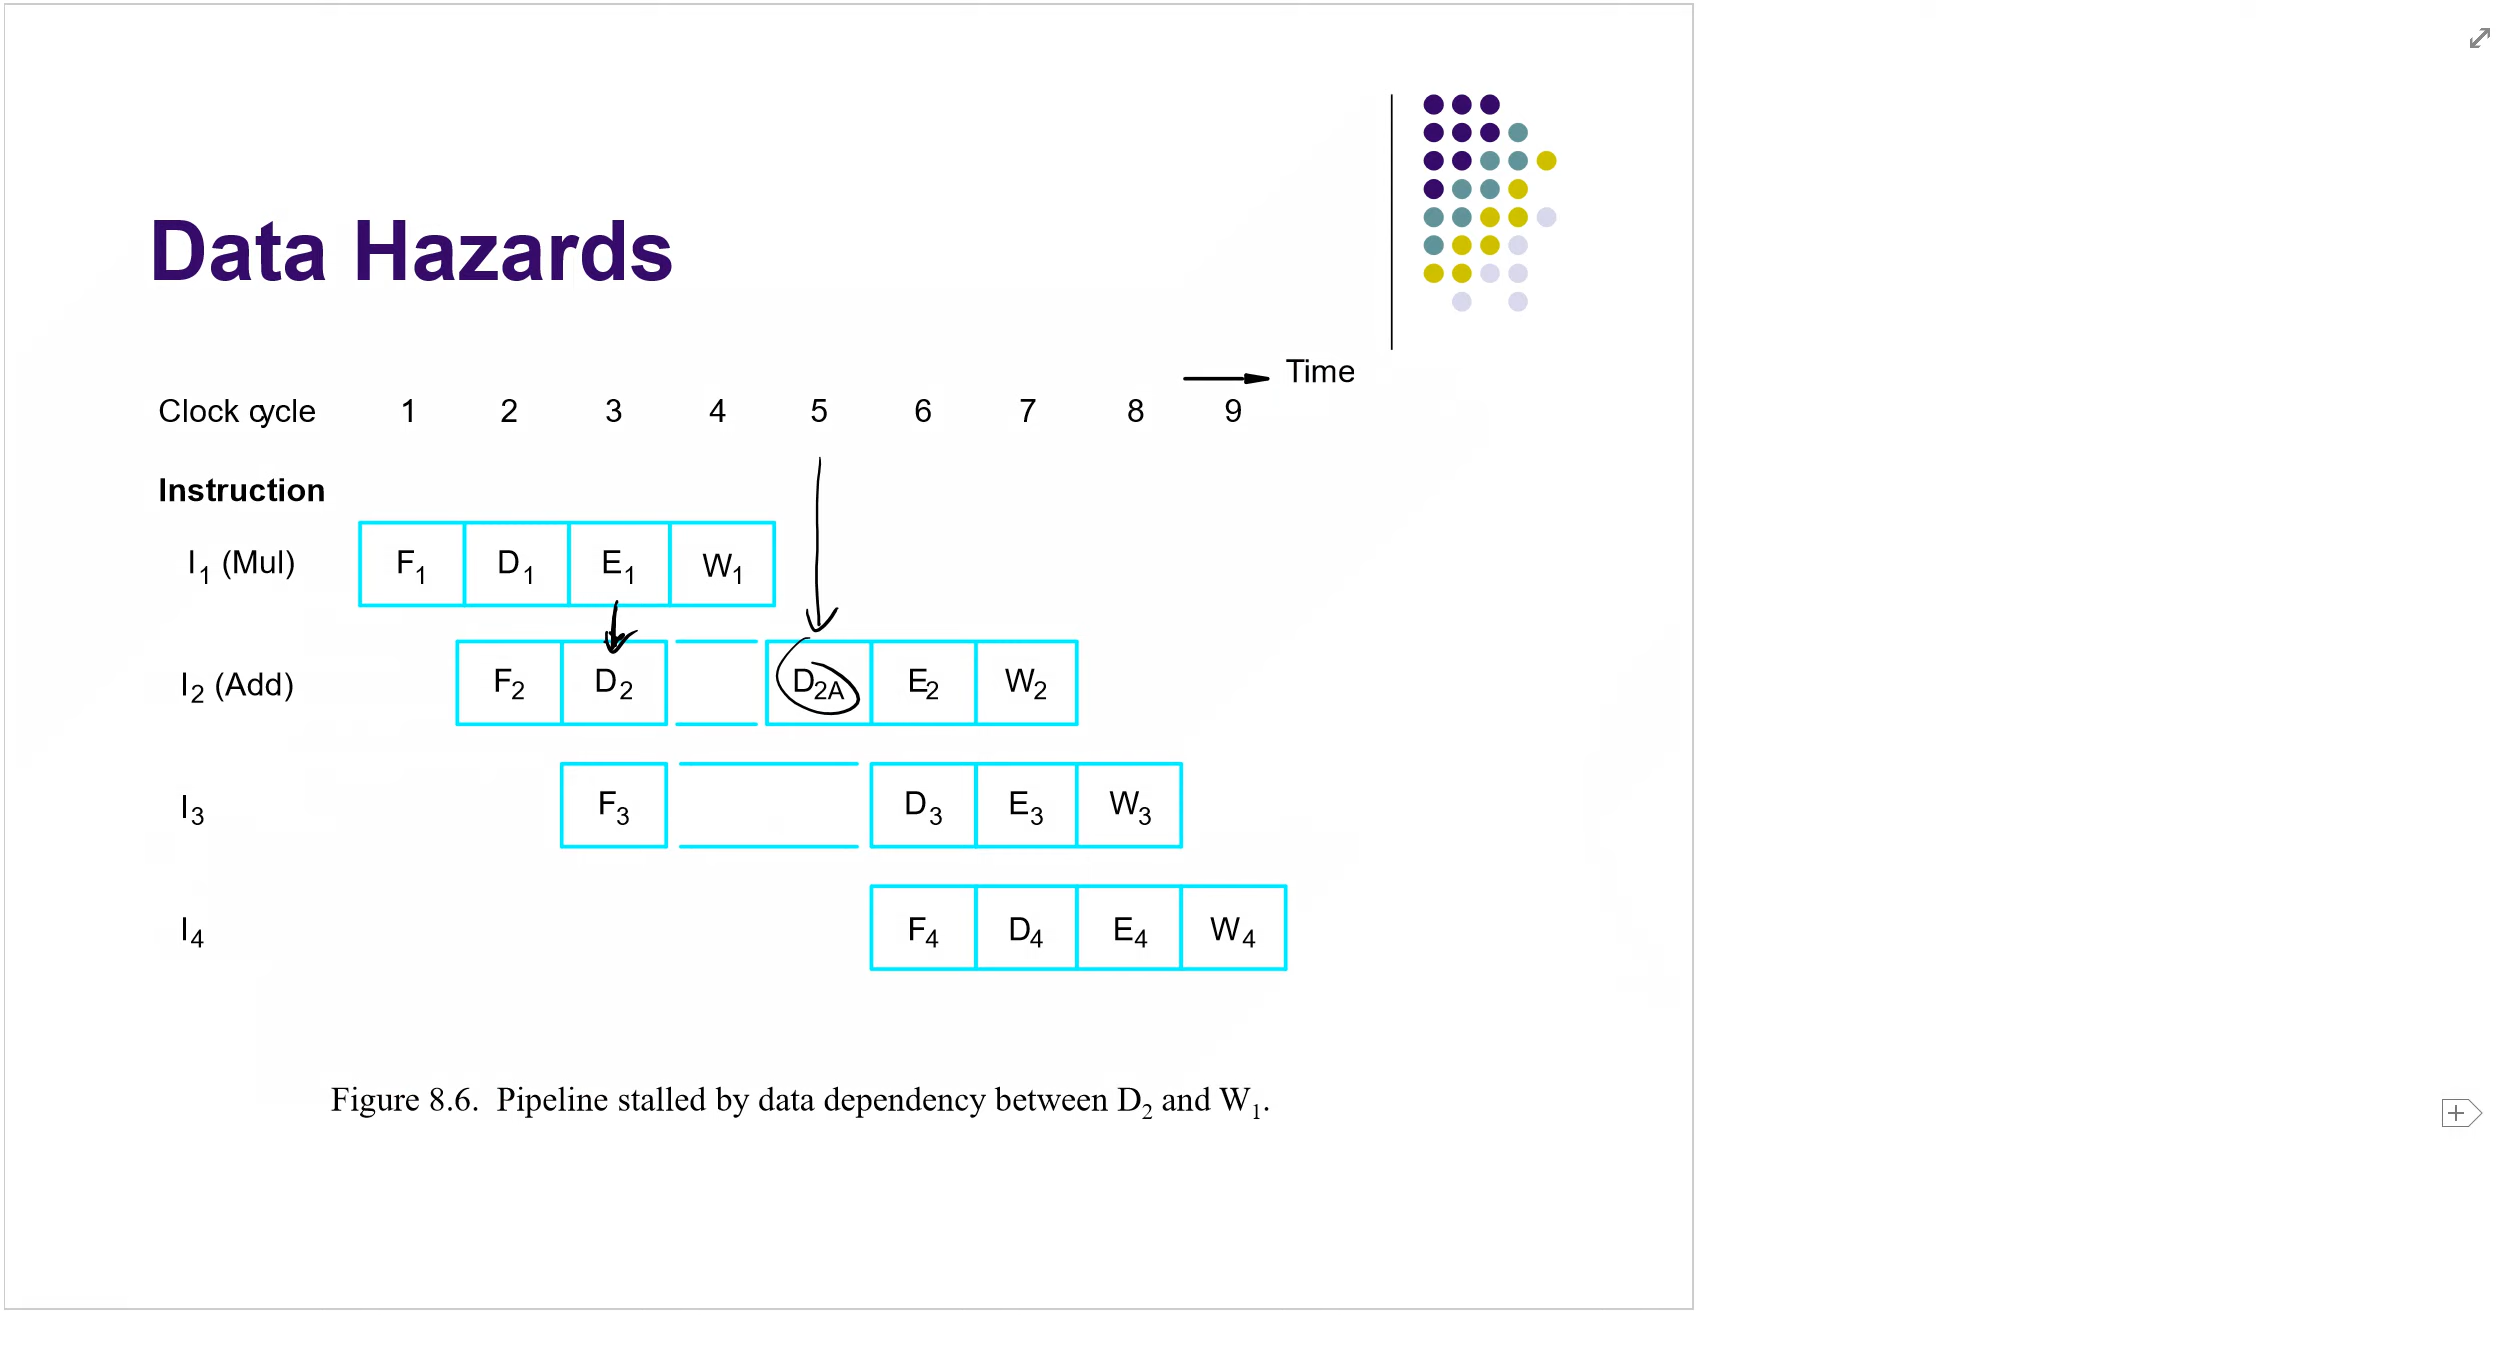 Data Hazards
Time
Clock cycle 1 2 3 4 5 6 7 8 9
Instruction
I1 (Mul) F1 D1 E1 W1
I2 (Add) F2 D2 D2A E2 W2
I3 F3 D3 E3 W3
I4 F4 D4 E4 W4
Figure 8.6. Pipeline stalled by data dependency between D2 and W1.